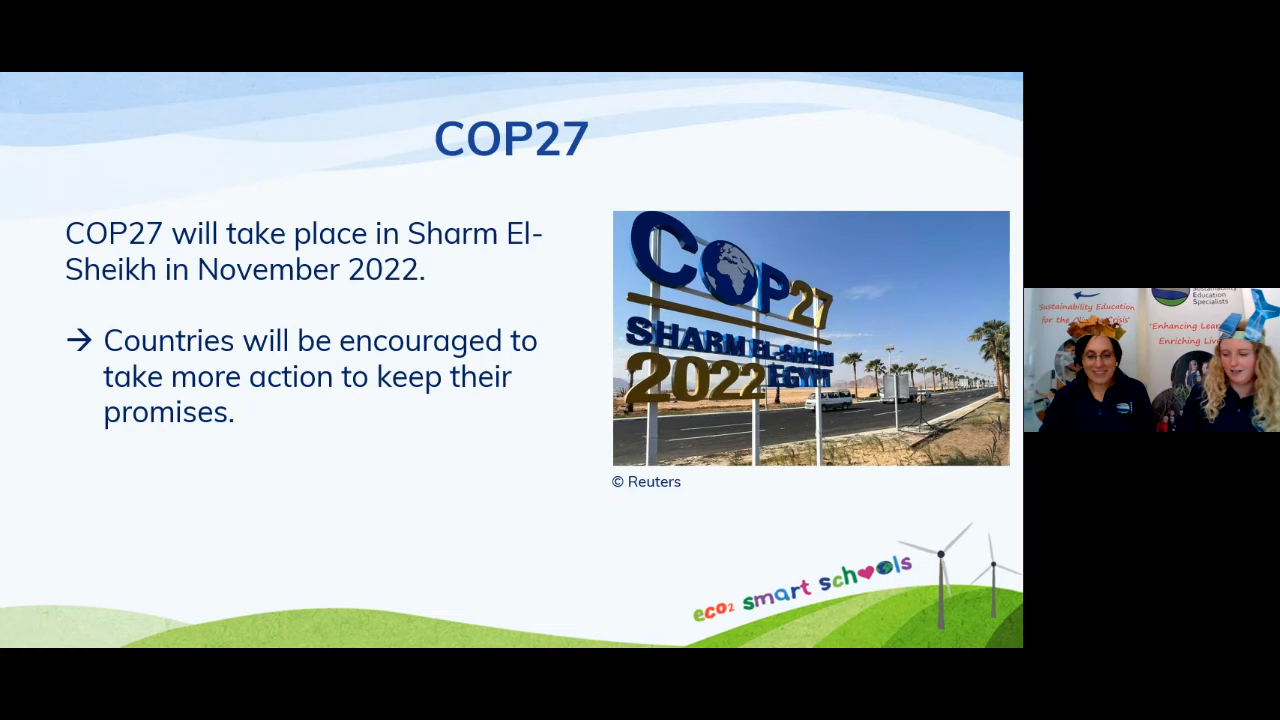 COP27
COP27 will take place in Sharm El-
Sheikh in November 2022.
→ Countries will be encouraged to
take more action to keep their
promises.
COP27
SHARM EL-SHEIKH
2022 EGYPT
© Reuters
eco2 smart schools
Sustainability Education
for the Climate Crisis'
Sustainability
Education
Specialists
'Enhancing
Enriching